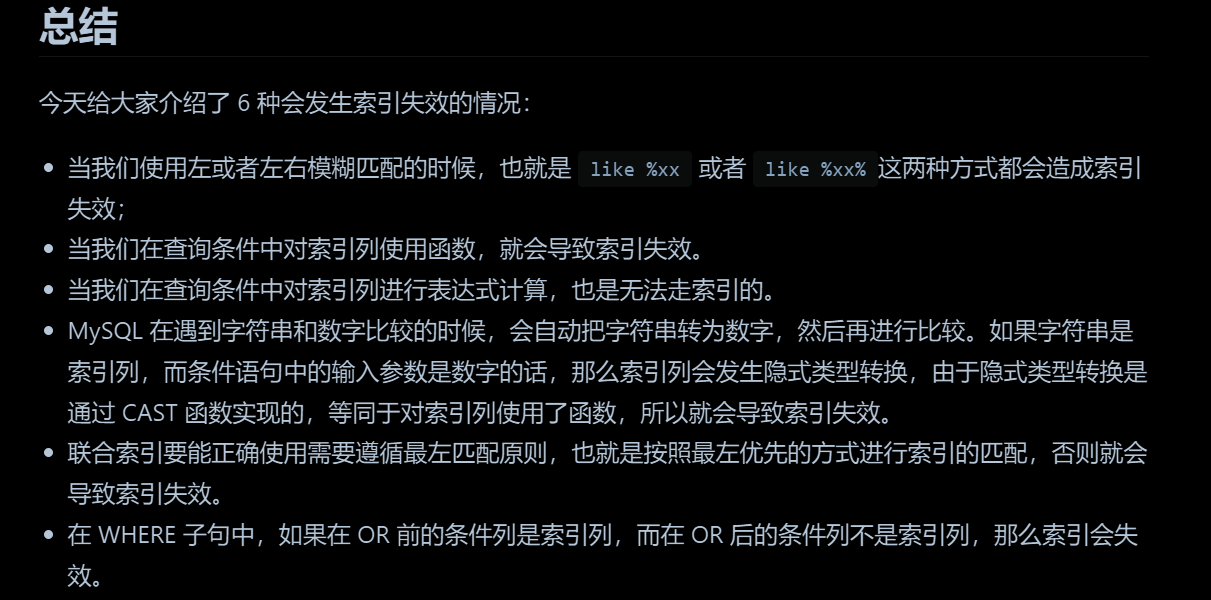 总结
今天给大家介绍了 6 种会发生索引失效的情况：
当我们使用左或者左右模糊匹配的时候，也就是 like %xx 或者 like %xx% 这两种方式都会造成索引
失效；
当我们在查询条件中对索引列使用函数，就会导致索引失效。
当我们在查询条件中对索引列进行表达式计算，也是无法走索引的。
MySQL 在遇到字符串和数字比较的时候，会自动把字符串转为数字，然后再进行比较。如果字符串是
索引列，而条件语句中的输入参数是数字的话，那么索引列会发生隐式类型转换，由于隐式类型转换是
通过 CAST 函数实现的，等同于对索引列使用了函数，所以就会导致索引失效。
联合索引要能正确使用需要遵循最左匹配原则，也就是按照最左优先的方式进行索引的匹配，否则就会
导致索引失效。
在 WHERE 子句中，如果在 OR 前的条件列是索引列，而在 OR 后的条件列不是索引列，那么索引会失
效。